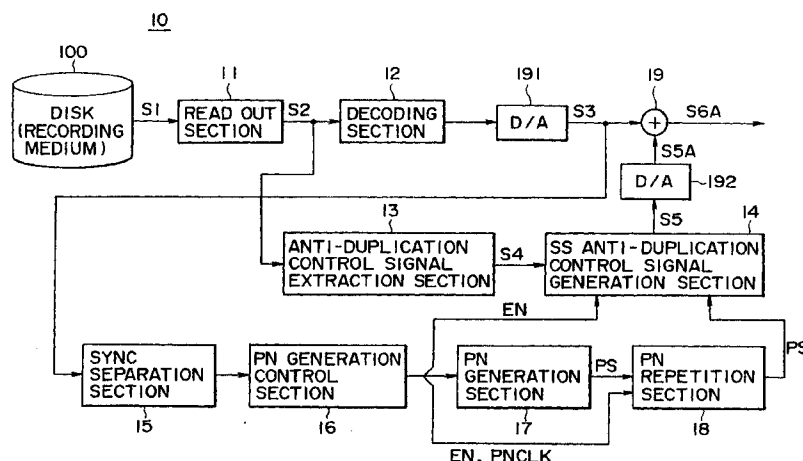 10
100
DISK
(RECORDING
MEDIUM)
S1
11
READ OUT
SECTION
S2
12
DECODING
SECTION
191
D/A
S3
19
+
S6A
S5A
D/A
192
S5
13
ANTI-DUPLICATION
CONTROL SIGNAL
EXTRACTION SECTION
S4
14
SS ANTI-DUPLICATION
CONTROL SIGNAL
GENERATION SECTION
EN
SYNC
SEPARATION
SECTION
15
PN GENERATION
CONTROL
SECTION
16
PN
GENERATION
SECTION
17
PS
PN
REPETITION
SECTION
18
PS
EN, PNCLK